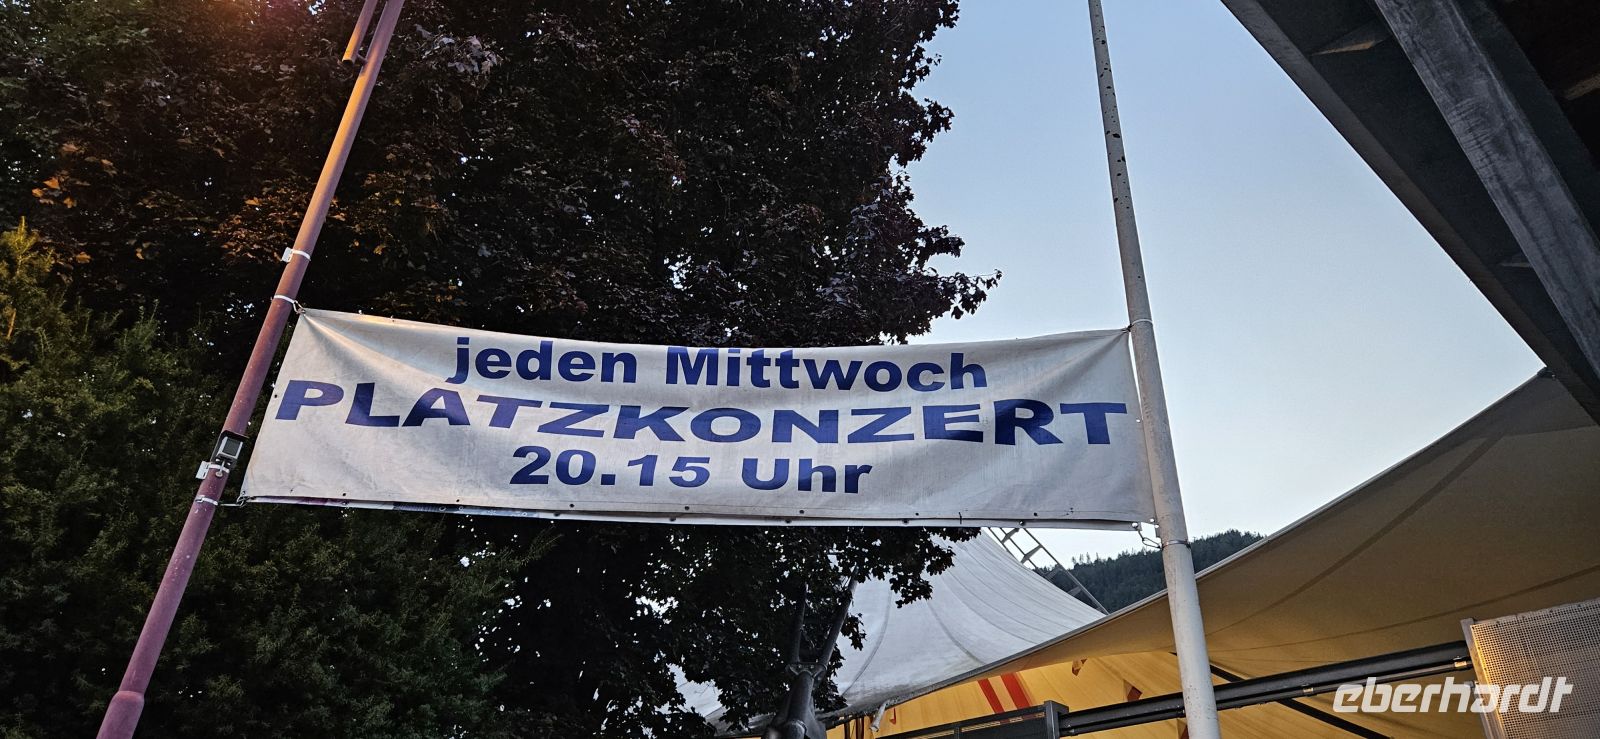 jeden Mittwoch
PLATZKONZERT
20.15 Uhr
eberhardt